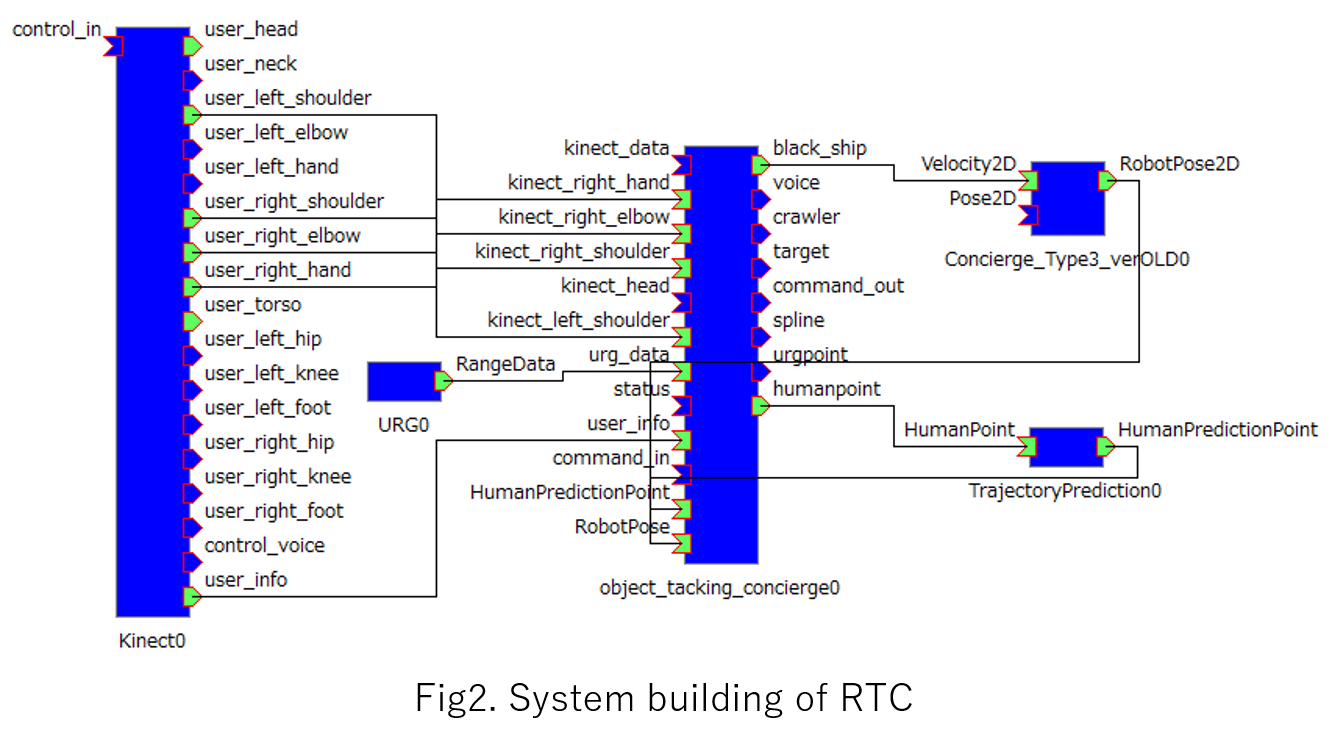 control_in
user_head
user_neck
user_left_shoulder
user_left_elbow
user_left_hand
user_right_shoulder
user_right_elbow
user_right_hand
user_torso
user_left_hip
user_left_knee
user_left_foot
user_right_hip
user_right_knee
user_right_foot
control_voice
user_info
Kinect0
RangeData
URG0
kinect_data
kinect_right_hand
kinect_right_elbow
kinect_right_shoulder
kinect_head
kinect_left_shoulder
urg_data
status
user_info
command_in
HumanPredictionPoint
RobotPose
black_ship
voice
crawler
target
command_out
spline
urgpoint
humanpoint
object_tacking_concierge0
Velocity2D
Pose2D
RobotPose2D
Concierge_Type3_verOLD0
HumanPoint
HumanPredictionPoint
TrajectoryPrediction0
Fig2. System building of RTC